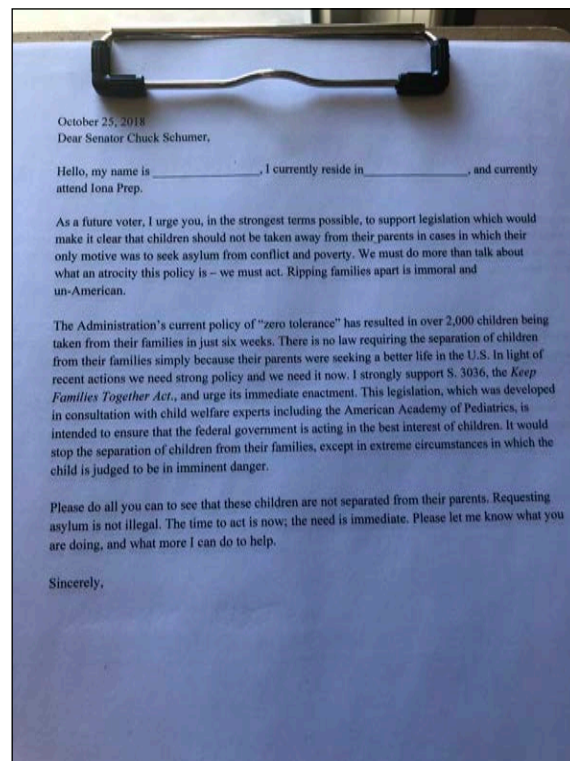 October 25, 2018
Dear Senator Chuck Schumer,
Hello, my name is ___________________, I currently reside in___________________, and currently
attend Iona Prep.
As a future voter, I urge you, in the strongest terms possible, to support legislation which would
make it clear that children should not be taken away from their parents in cases in which their
only motive was to seek asylum from conflict and poverty. We must do more than talk about
what an atrocity this policy is – we must act. Ripping families apart is immoral and
un-American.
The Administration's current policy of "zero tolerance" has resulted in over 2,000 children being
taken from their families in just six weeks. There is no law requiring the separation of children
from their families simply because their parents were seeking a better life in the U.S. In light of
recent actions we need strong policy and we need it now. I strongly support S. 3036, the Keep
Families Together Act., and urge its immediate enactment. This legislation, which was developed
in consultation with child welfare experts including the American Academy of Pediatrics, is
intended to ensure that the federal government is acting in the best interest of children. It would
stop the separation of children from their families, except in extreme circumstances in which the
child is judged to be in imminent danger.
Please do all you can to see that these children are not separated from their parents. Requesting
asylum is not illegal. The time to act is now; the need is immediate. Please let me know what you
are doing, and what more I can do to help.
Sincerely,